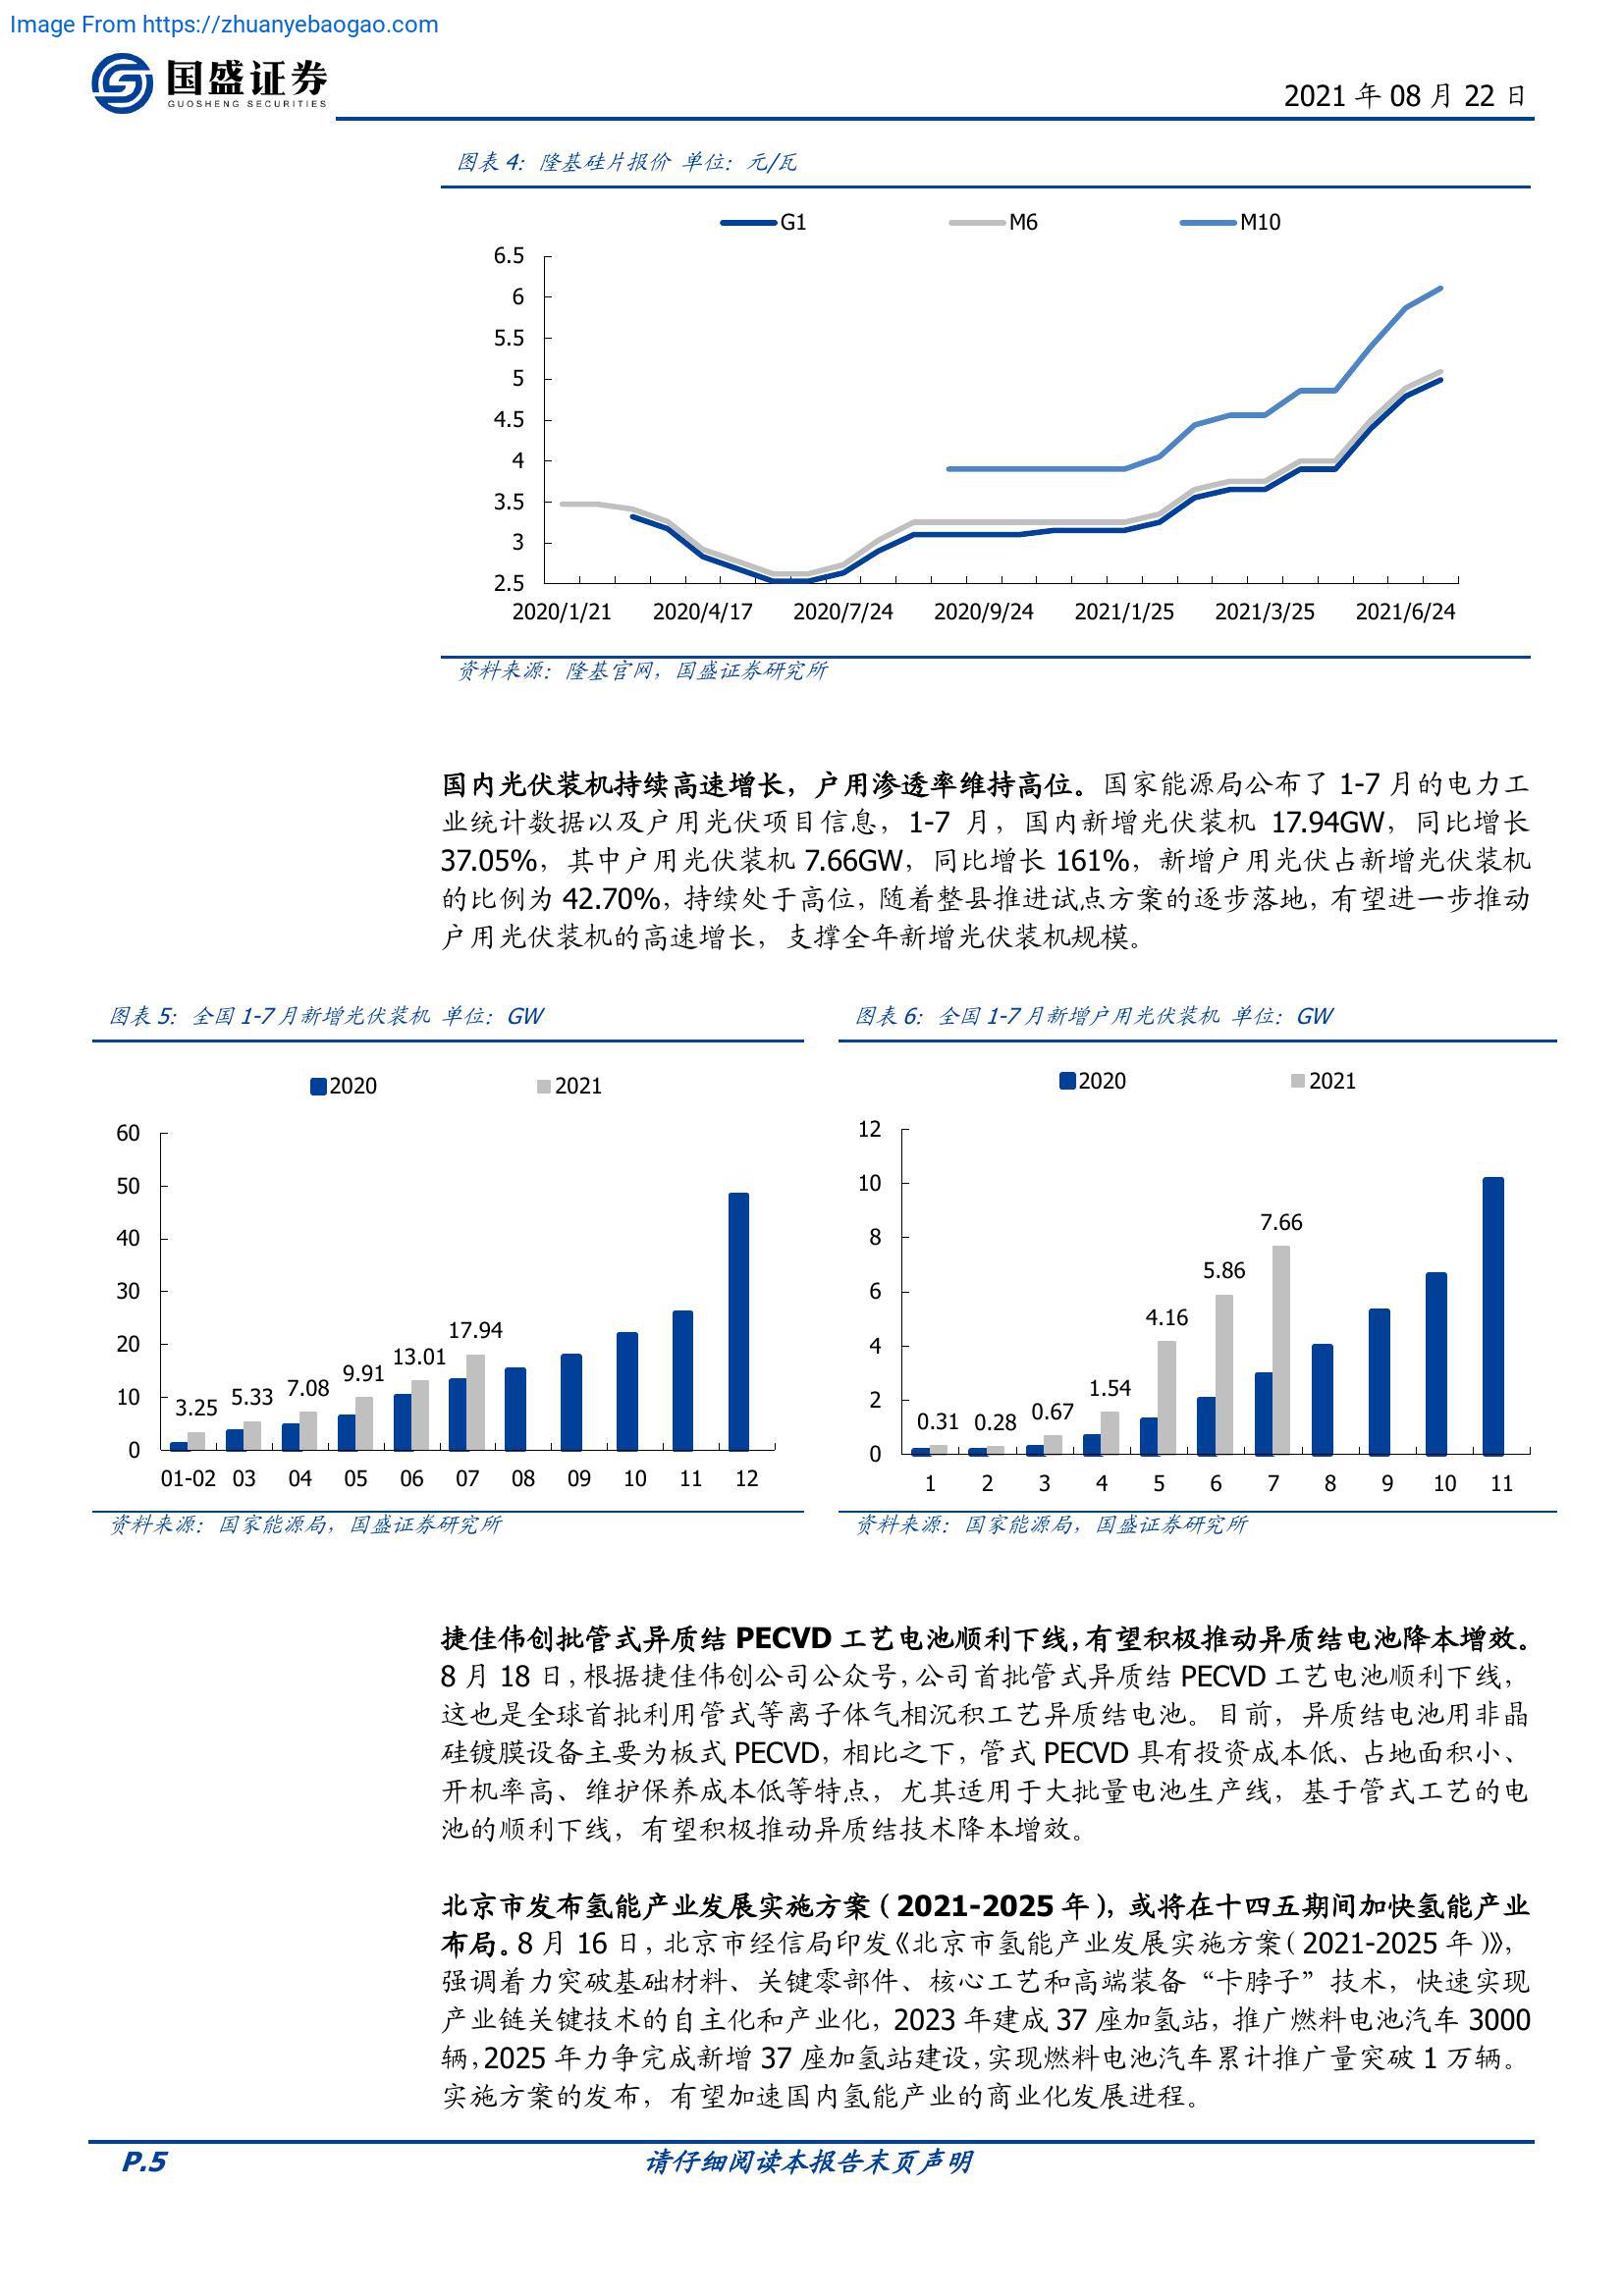 Image From https://zhuanyebaogao.com
国盛证券
GUOSHENG SECURITIES
2021 年 08 月 22 日
图表 4：隆基硅片报价 单位：元/瓦
G1 M6 M10
6.5
6
5.5
5
4.5
4
3.5
3
2.5
2020/1/21 2020/4/17 2020/7/24 2020/9/24 2021/1/25 2021/3/25 2021/6/24
资料来源：隆基官网，国盛证券研究所
国内光伏装机持续高速增长，户用渗透率维持高位。国家能源局公布了 1-7 月的电力工
业统计数据以及户用光伏项目信息，1-7 月，国内新增光伏装机 17.94GW，同比增长
37.05%，其中户用光伏装机 7.66GW，同比增长 161%，新增户用光伏占新增光伏装机
的比例为 42.70%，持续处于高位，随着整县推进试点方案的逐步落地，有望进一步推动
户用光伏装机的高速增长，支撑全年新增光伏装机规模。
图表 5：全国 1-7 月新增光伏装机 单位：GW
2020 2021
60
50
40
30
20
10
0
3.25 5.33 7.08 9.91 13.01 17.94
01-02 03 04 05 06 07 08 09 10 11 12
资料来源：国家能源局，国盛证券研究所
图表 6：全国 1-7 月新增户用光伏装机 单位：GW
2020 2021
12
10
8
6
4
2
0
0.31 0.28 0.67 1.54 4.16 5.86 7.66
1 2 3 4 5 6 7 8 9 10 11
资料来源：国家能源局，国盛证券研究所
捷佳伟创批管式异质结 PECVD 工艺电池顺利下线，有望积极推动异质结电池降本增效。
8 月 18 日，根据捷佳伟创公司公众号，公司首批管式异质结 PECVD 工艺电池顺利下线，
这也是全球首批利用管式等离子体气相沉积工艺异质结电池。目前，异质结电池用非晶
硅镀膜设备主要为板式 PECVD，相比之下，管式 PECVD 具有投资成本低、占地面积小、
开机率高、维护保养成本低等特点，尤其适用于大批量电池生产线，基于管式工艺的电
池的顺利下线，有望积极推动异质结技术降本增效。
北京市发布氢能产业发展实施方案（2021-2025 年），或将在十四五期间加快氢能产业
布局。8 月 16 日，北京市经信局印发《北京市氢能产业发展实施方案（2021-2025 年）》，
强调着力突破基础材料、关键零部件、核心工艺和高端装备“卡脖子”技术，快速实现
产业链关键技术的自主化和产业化，2023 年建成 37 座加氢站，推广燃料电池汽车 3000
辆，2025 年力争完成新增 37 座加氢站建设，实现燃料电池汽车累计推广量突破 1 万辆。
实施方案的发布，有望加速国内氢能产业的商业化发展进程。
P.5
请仔细阅读本报告末页声明